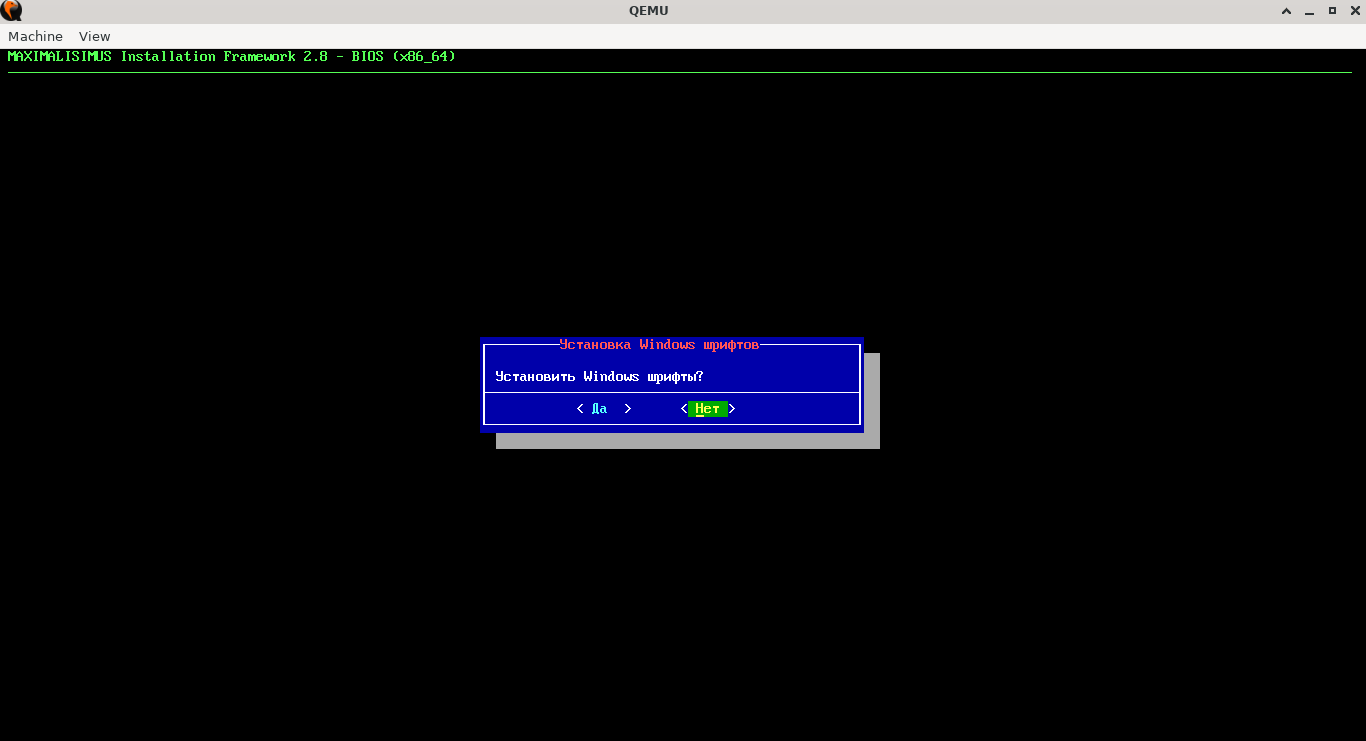 QEMU
Machine View
MAXIMALISIMUS Installation Framework 2.8 - BIOS (x86_64)
Установка Windows шрифтов
Установить Windows шрифты?
< Да > <Нет>